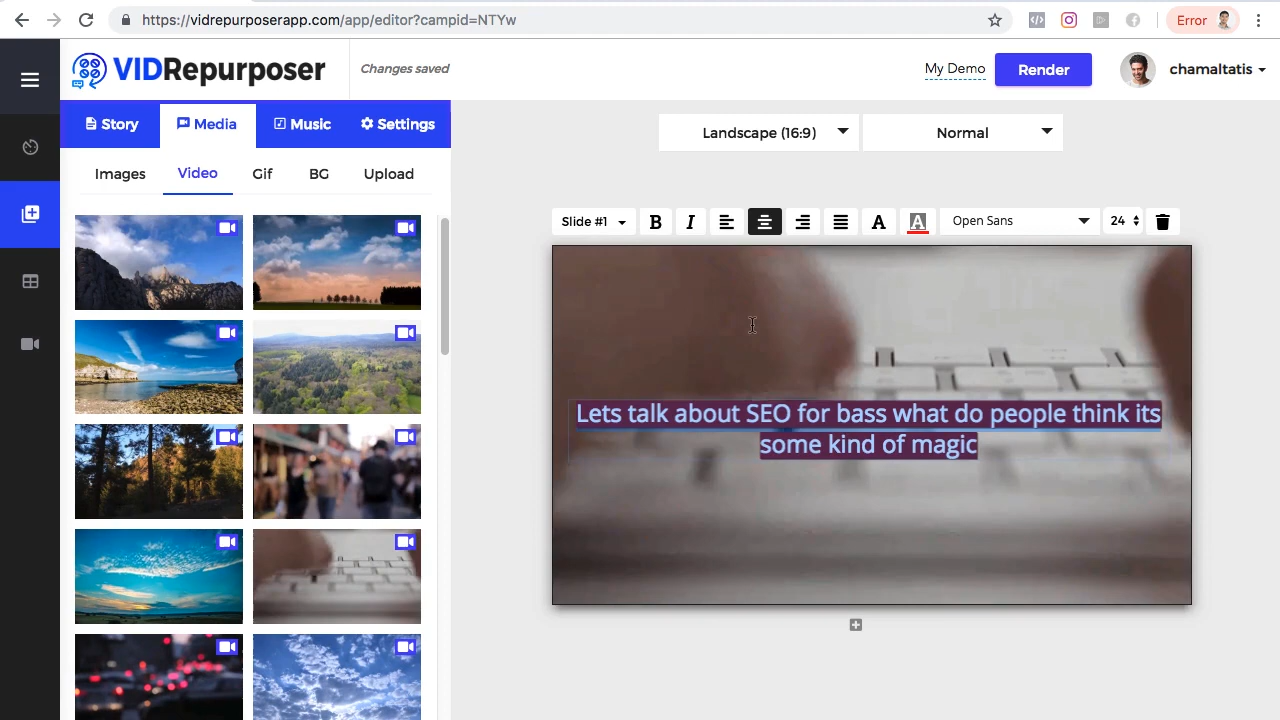 https://vidrepurposerapp.com/app/editor?campid=NTYw
Error
VIDRepurposer
Changes saved
My Demo
Render
chamaltatis
Story
Media
Music
Settings
Images
Video
Gif
BG
Upload
Landscape (16:9)
Normal
Slide #1
B
I
A
A
Open Sans
24
Lets talk about SEO for bass what do people think its
some kind of magic